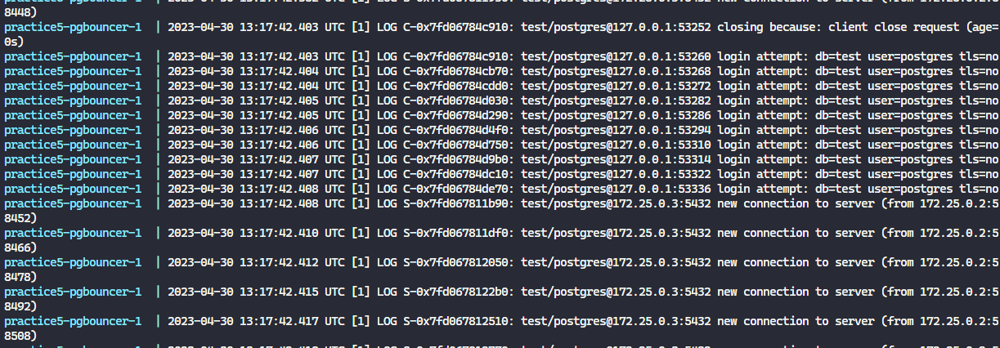 8448)
practice5-pgbouncer-1  | 2023-04-30 13:17:42.403 UTC [1] LOG C-0x7fd06784c910: test/postgres@127.0.0.1:53252 closing because: client close request (age=
0s)
practice5-pgbouncer-1  | 2023-04-30 13:17:42.403 UTC [1] LOG C-0x7fd06784c910: test/postgres@127.0.0.1:53260 login attempt: db=test user=postgres tls=no
practice5-pgbouncer-1  | 2023-04-30 13:17:42.404 UTC [1] LOG C-0x7fd06784cb70: test/postgres@127.0.0.1:53268 login attempt: db=test user=postgres tls=no
practice5-pgbouncer-1  | 2023-04-30 13:17:42.404 UTC [1] LOG C-0x7fd06784cdd0: test/postgres@127.0.0.1:53272 login attempt: db=test user=postgres tls=no
practice5-pgbouncer-1  | 2023-04-30 13:17:42.405 UTC [1] LOG C-0x7fd06784d030: test/postgres@127.0.0.1:53282 login attempt: db=test user=postgres tls=no
practice5-pgbouncer-1  | 2023-04-30 13:17:42.405 UTC [1] LOG C-0x7fd06784d290: test/postgres@127.0.0.1:53286 login attempt: db=test user=postgres tls=no
practice5-pgbouncer-1  | 2023-04-30 13:17:42.406 UTC [1] LOG C-0x7fd06784d4f0: test/postgres@127.0.0.1:53294 login attempt: db=test user=postgres tls=no
practice5-pgbouncer-1  | 2023-04-30 13:17:42.406 UTC [1] LOG C-0x7fd06784d750: test/postgres@127.0.0.1:53310 login attempt: db=test user=postgres tls=no
practice5-pgbouncer-1  | 2023-04-30 13:17:42.407 UTC [1] LOG C-0x7fd06784d9b0: test/postgres@127.0.0.1:53314 login attempt: db=test user=postgres tls=no
practice5-pgbouncer-1  | 2023-04-30 13:17:42.407 UTC [1] LOG C-0x7fd06784dc10: test/postgres@127.0.0.1:53322 login attempt: db=test user=postgres tls=no
practice5-pgbouncer-1  | 2023-04-30 13:17:42.408 UTC [1] LOG C-0x7fd06784de70: test/postgres@127.0.0.1:53336 login attempt: db=test user=postgres tls=no
practice5-pgbouncer-1  | 2023-04-30 13:17:42.408 UTC [1] LOG S-0x7fd067811b90: test/postgres@172.25.0.3:5432 new connection to server (from 172.25.0.2:5
8452)
practice5-pgbouncer-1  | 2023-04-30 13:17:42.410 UTC [1] LOG S-0x7fd067811df0: test/postgres@172.25.0.3:5432 new connection to server (from 172.25.0.2:5
8466)
practice5-pgbouncer-1  | 2023-04-30 13:17:42.412 UTC [1] LOG S-0x7fd067812050: test/postgres@172.25.0.3:5432 new connection to server (from 172.25.0.2:5
8478)
practice5-pgbouncer-1  | 2023-04-30 13:17:42.415 UTC [1] LOG S-0x7fd0678122b0: test/postgres@172.25.0.3:5432 new connection to server (from 172.25.0.2:5
8492)
practice5-pgbouncer-1  | 2023-04-30 13:17:42.417 UTC [1] LOG S-0x7fd067812510: test/postgres@172.25.0.3:5432 new connection to server (from 172.25.0.2:5
8508)